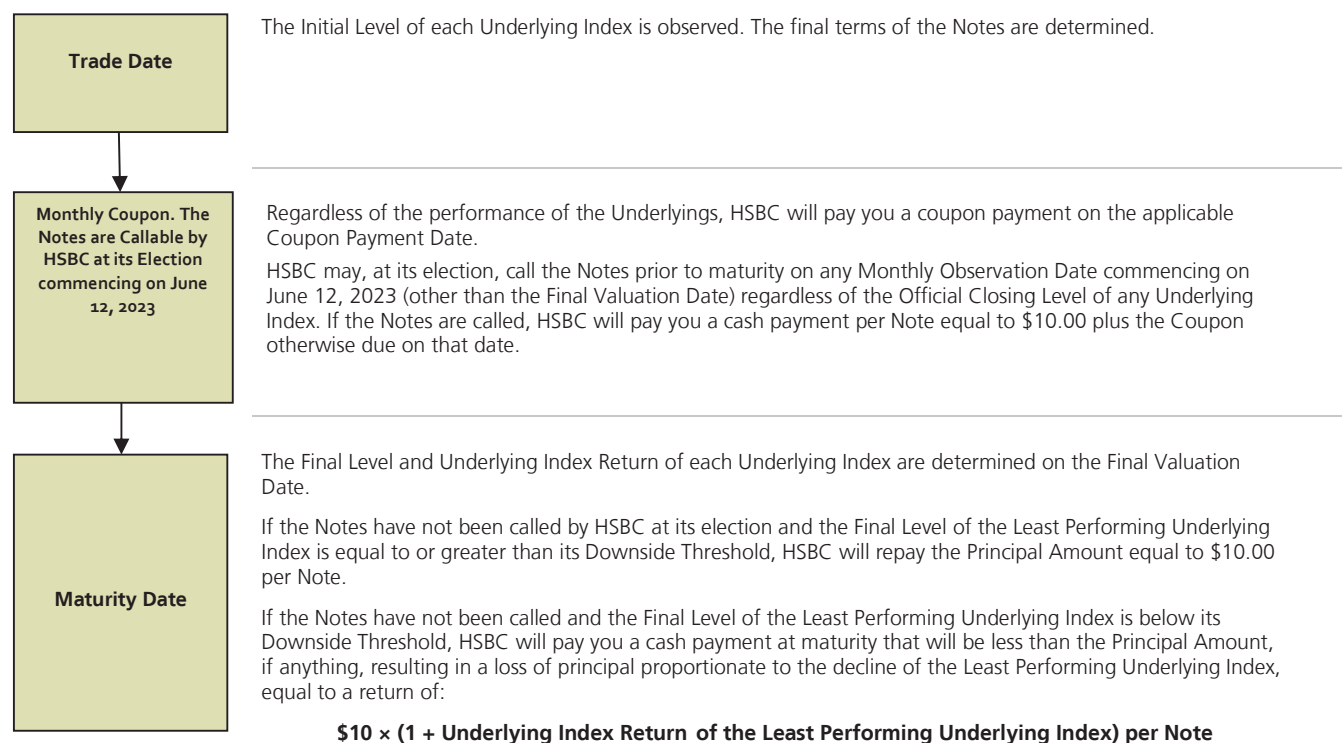 Trade Date
The Initial Level of each Underlying Index is observed. The final terms of the Notes are determined.
Monthly Coupon. The
Notes are Callable by
HSBC at its Election
commencing on June
12, 2023
Regardless of the performance of the Underlyings, HSBC will pay you a coupon payment on the applicable
Coupon Payment Date.
HSBC may, at its election, call the Notes prior to maturity on any Monthly Observation Date commencing on
June 12, 2023 (other than the Final Valuation Date) regardless of the Official Closing Level of any Underlying
Index. If the Notes are called, HSBC will pay you a cash payment per Note equal to $10.00 plus the Coupon
otherwise due on that date.
Maturity Date
The Final Level and Underlying Index Return of each Underlying Index are determined on the Final Valuation
Date.
If the Notes have not been called by HSBC at its election and the Final Level of the Least Performing Underlying
Index is equal to or greater than its Downside Threshold, HSBC will repay the Principal Amount equal to $10.00
per Note.
If the Notes have not been called and the Final Level of the Least Performing Underlying Index is below its
Downside Threshold, HSBC will pay you a cash payment at maturity that will be less than the Principal Amount,
if anything, resulting in a loss of principal proportionate to the decline of the Least Performing Underlying Index,
equal to a return of:
$10 × (1 + Underlying Index Return of the Least Performing Underlying Index) per Note